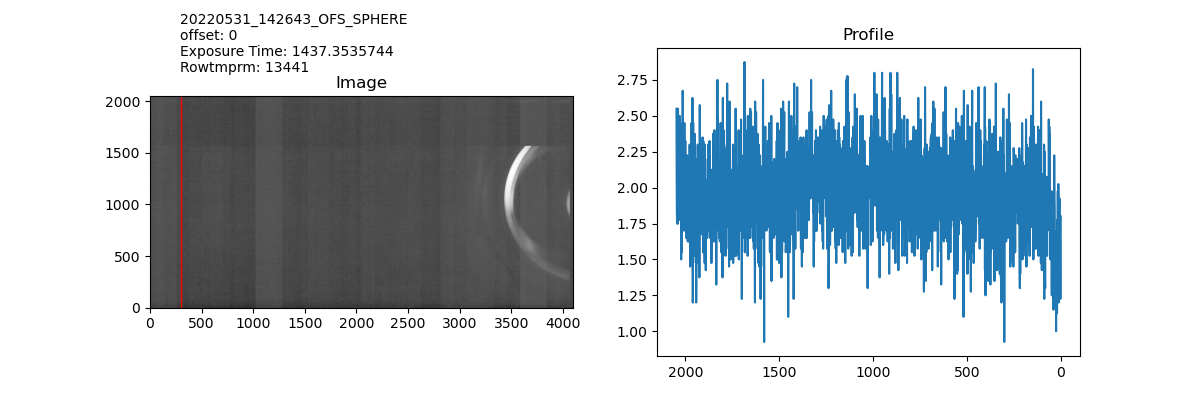 20220531_142643_OFS_SPHERE
offset: 0
Exposure Time: 1437.3535744
Rowtmprm: 13441
Image
2000
1500
1000
500
0
0 500 1000 1500 2000 2500 3000 3500 4000
Profile
2.75
2.50
2.25
2.00
1.75
1.50
1.25
1.00
2000 1500 1000 500 0